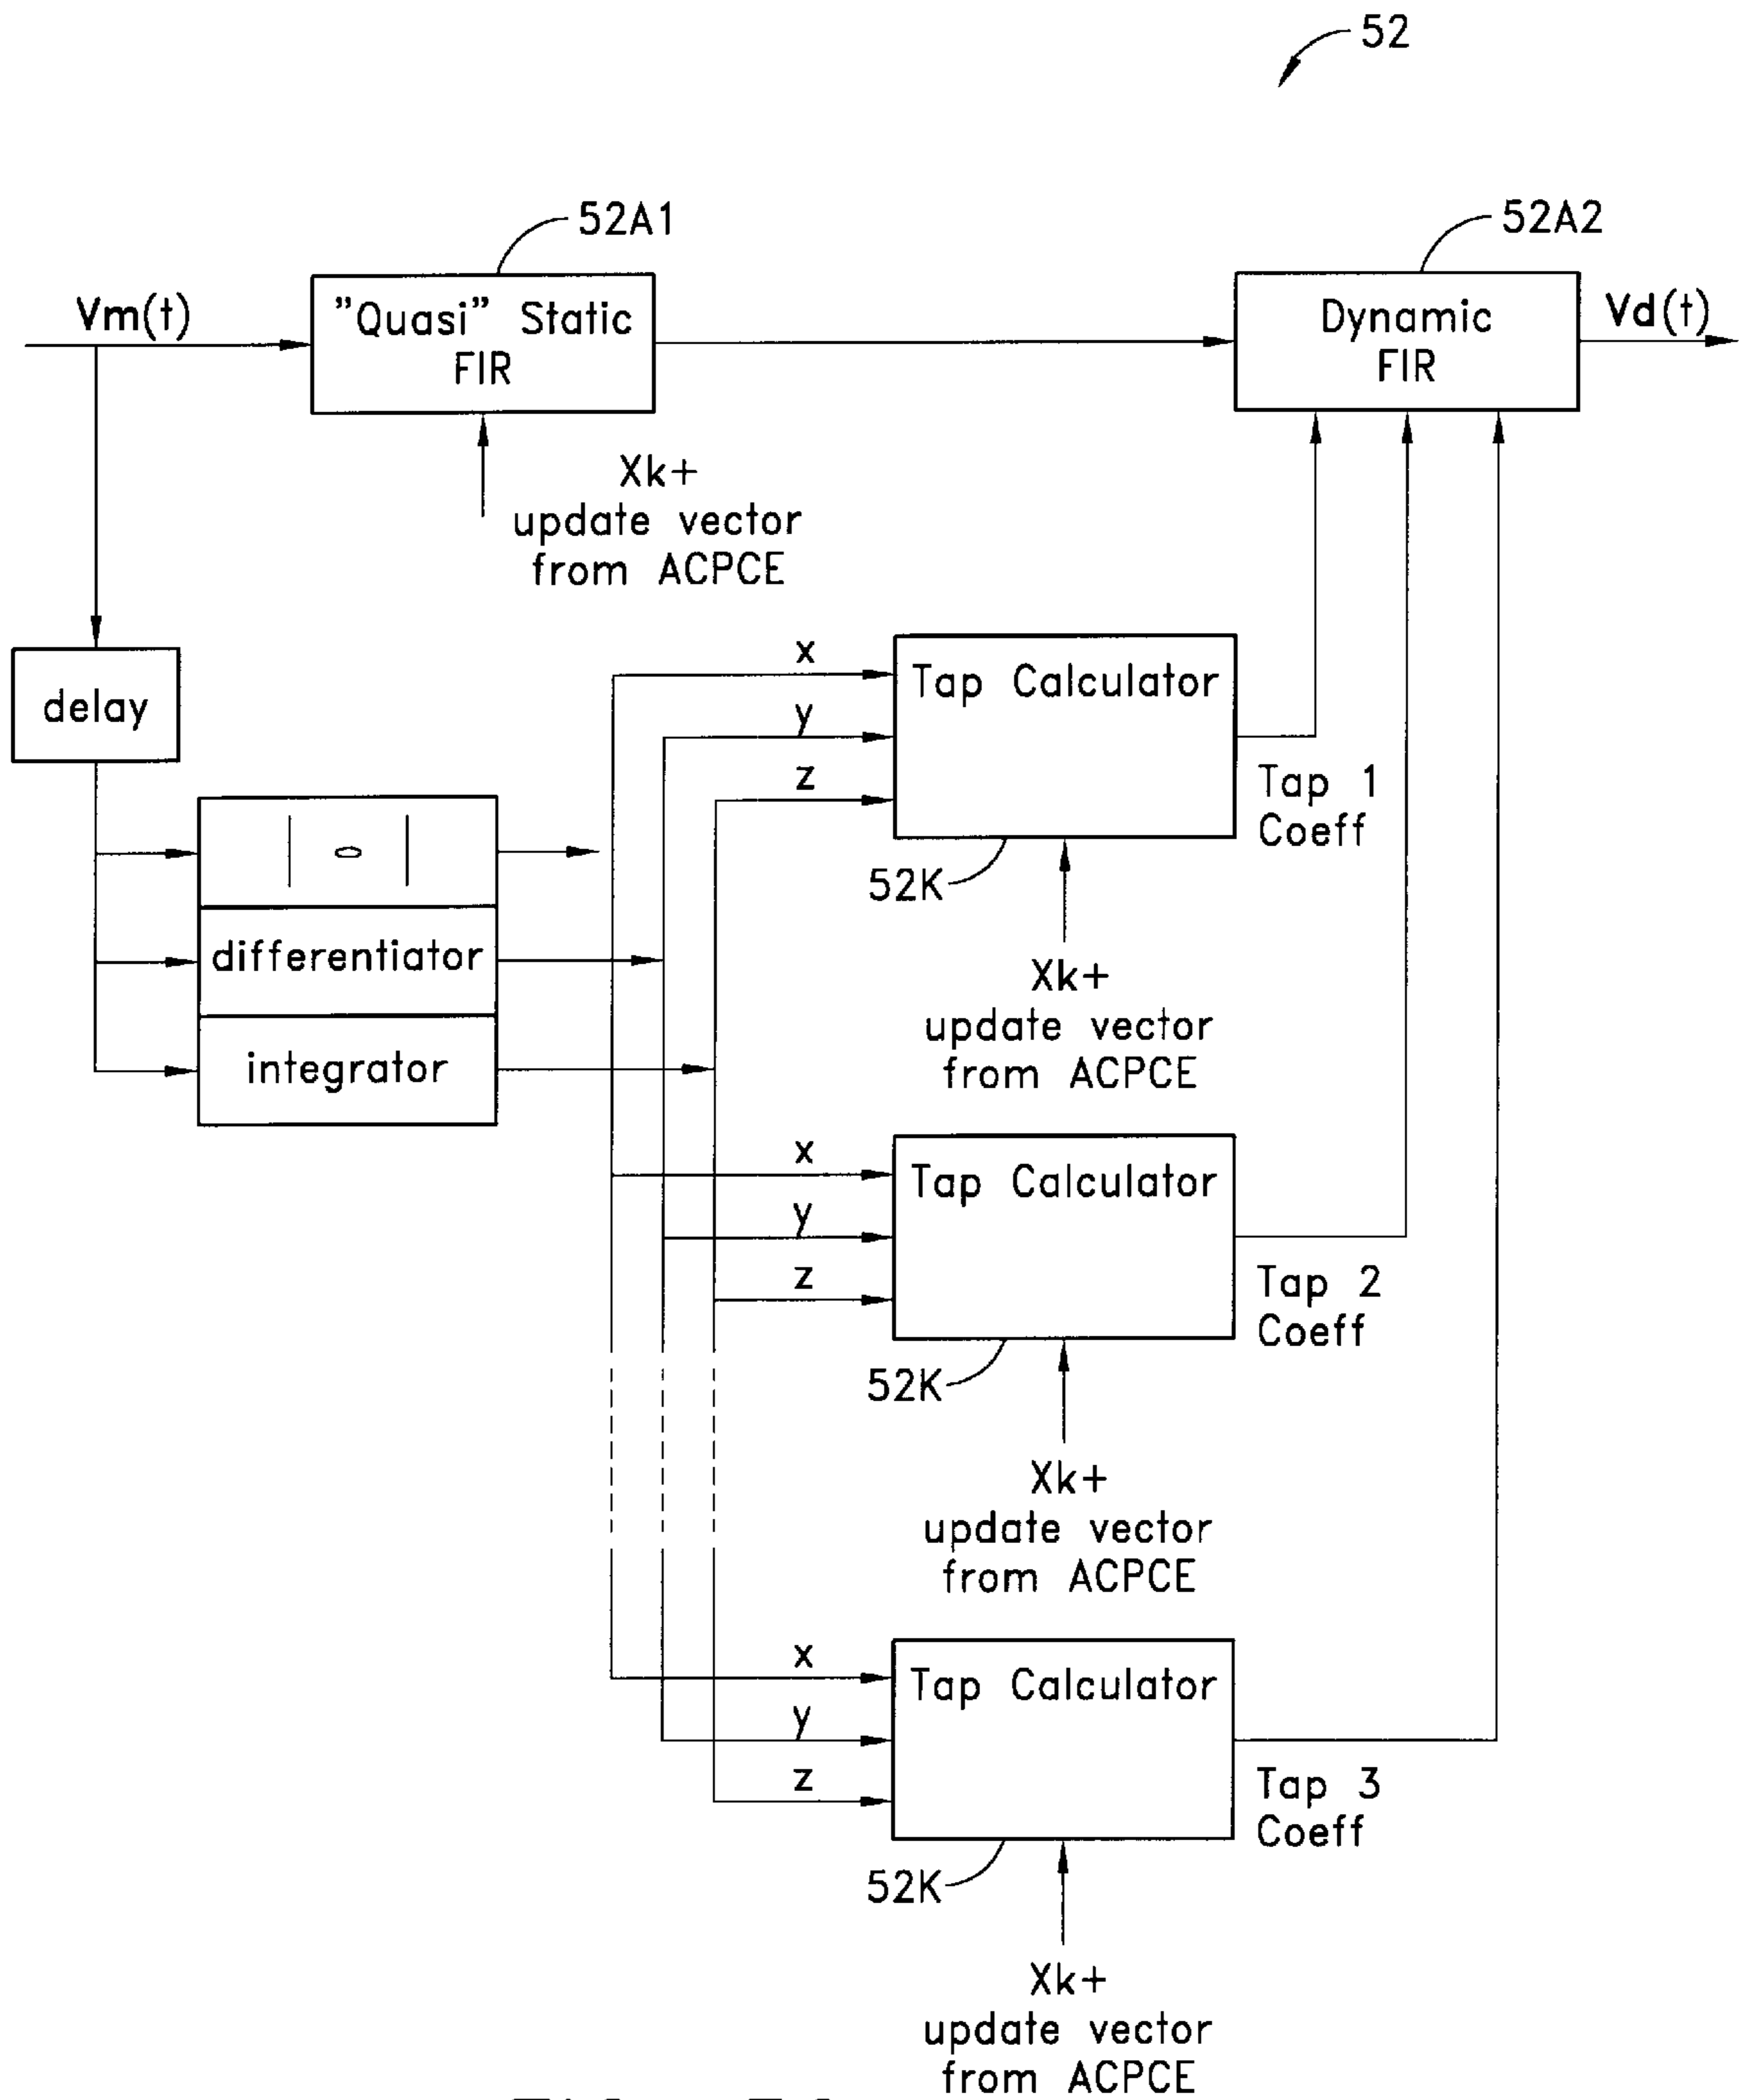 52
52A1
52A2
Vm(t)
"Quasi" Static
FIR
Dynamic
FIR
Vd(t)
Xk+
update vector
from ACPCE
delay
x
y
z
Tap Calculator
Tap 1
Coeff
52K
| o |
differentiator
integrator
Xk+
update vector
from ACPCE
x
y
z
Tap Calculator
Tap 2
Coeff
52K
Xk+
update vector
from ACPCE
x
y
z
Tap Calculator
Tap 3
Coeff
52K
Xk+
update vector
from ACPCE